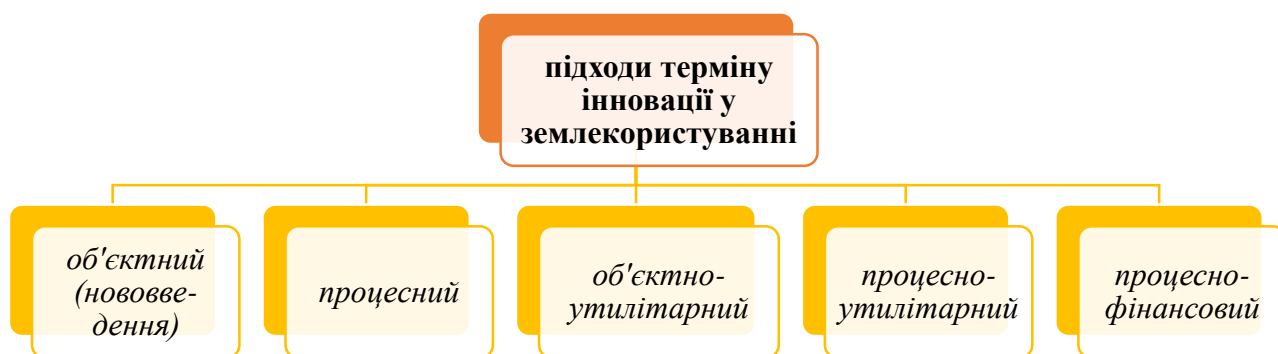 підходи терміну
інновації у
землекористуванні
об'єктний
(нововве-
дення)
процесний
об'єктно-
утилітарний
процесно-
утилітарний
процесно-
фінансовий